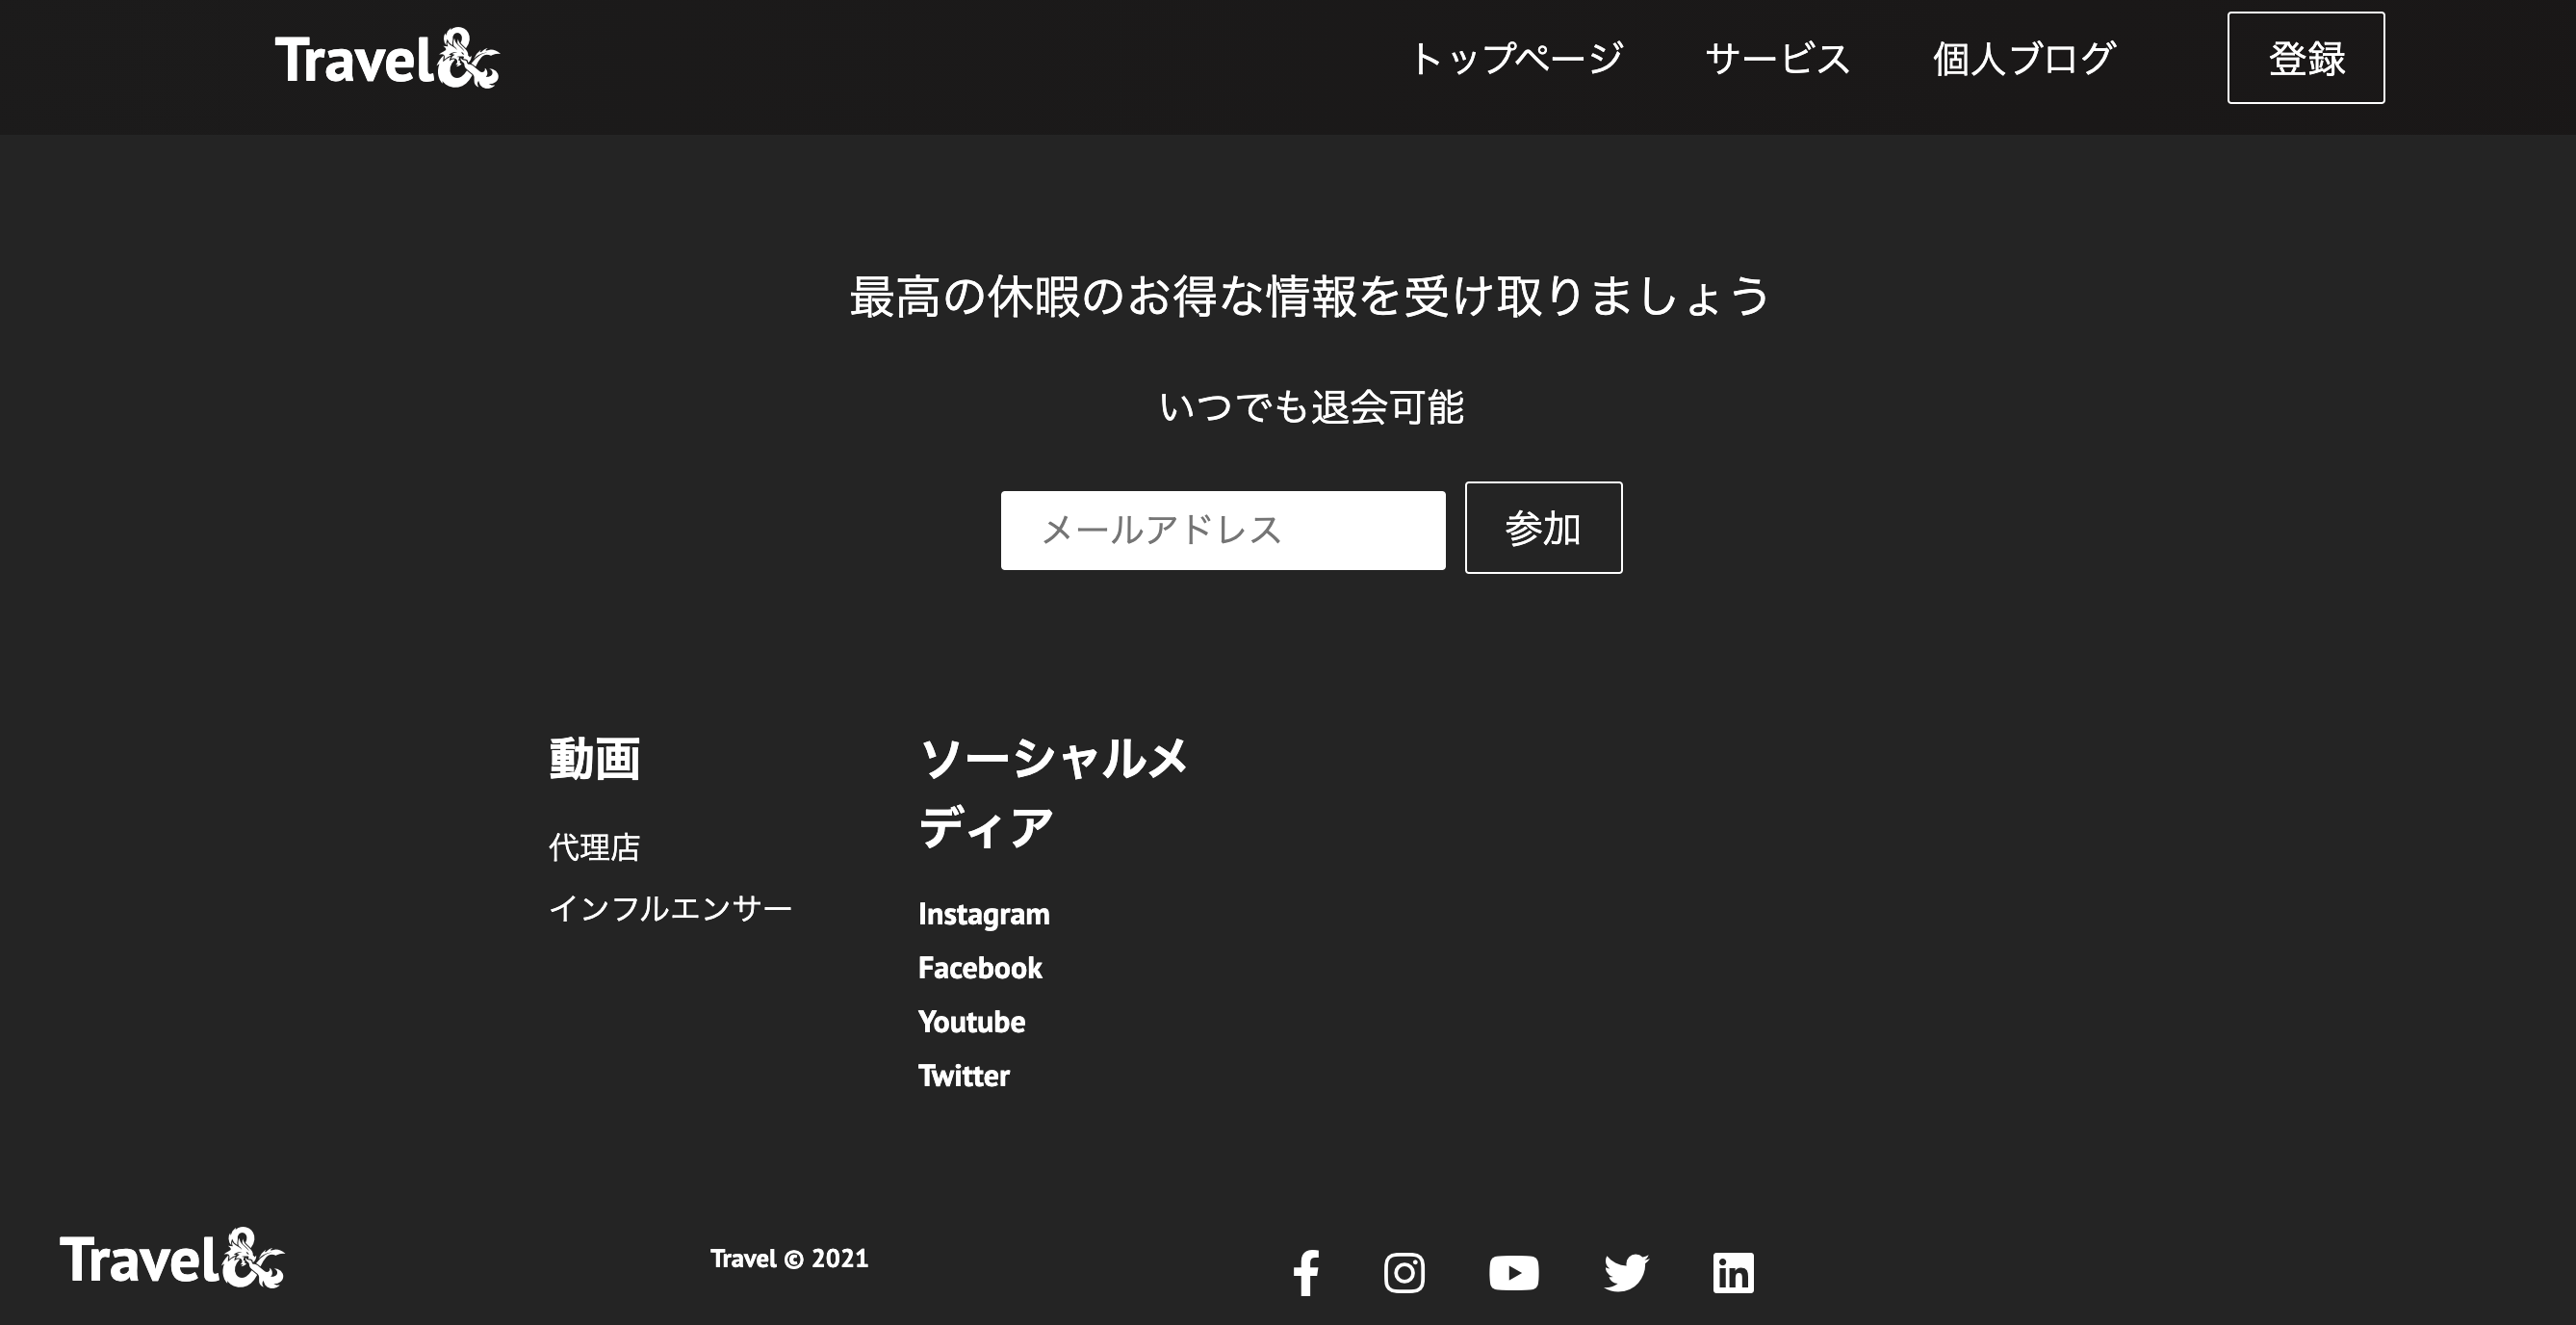 Travel&
トップページ
サービス
個人ブログ
登録
最高の休暇のお得な情報を受け取りましょう
いつでも退会可能
メールアドレス
参加
動画
代理店
インフルエンサー
ソーシャルメ
ディア
Instagram
Facebook
Youtube
Twitter
Travel&
Travel © 2021